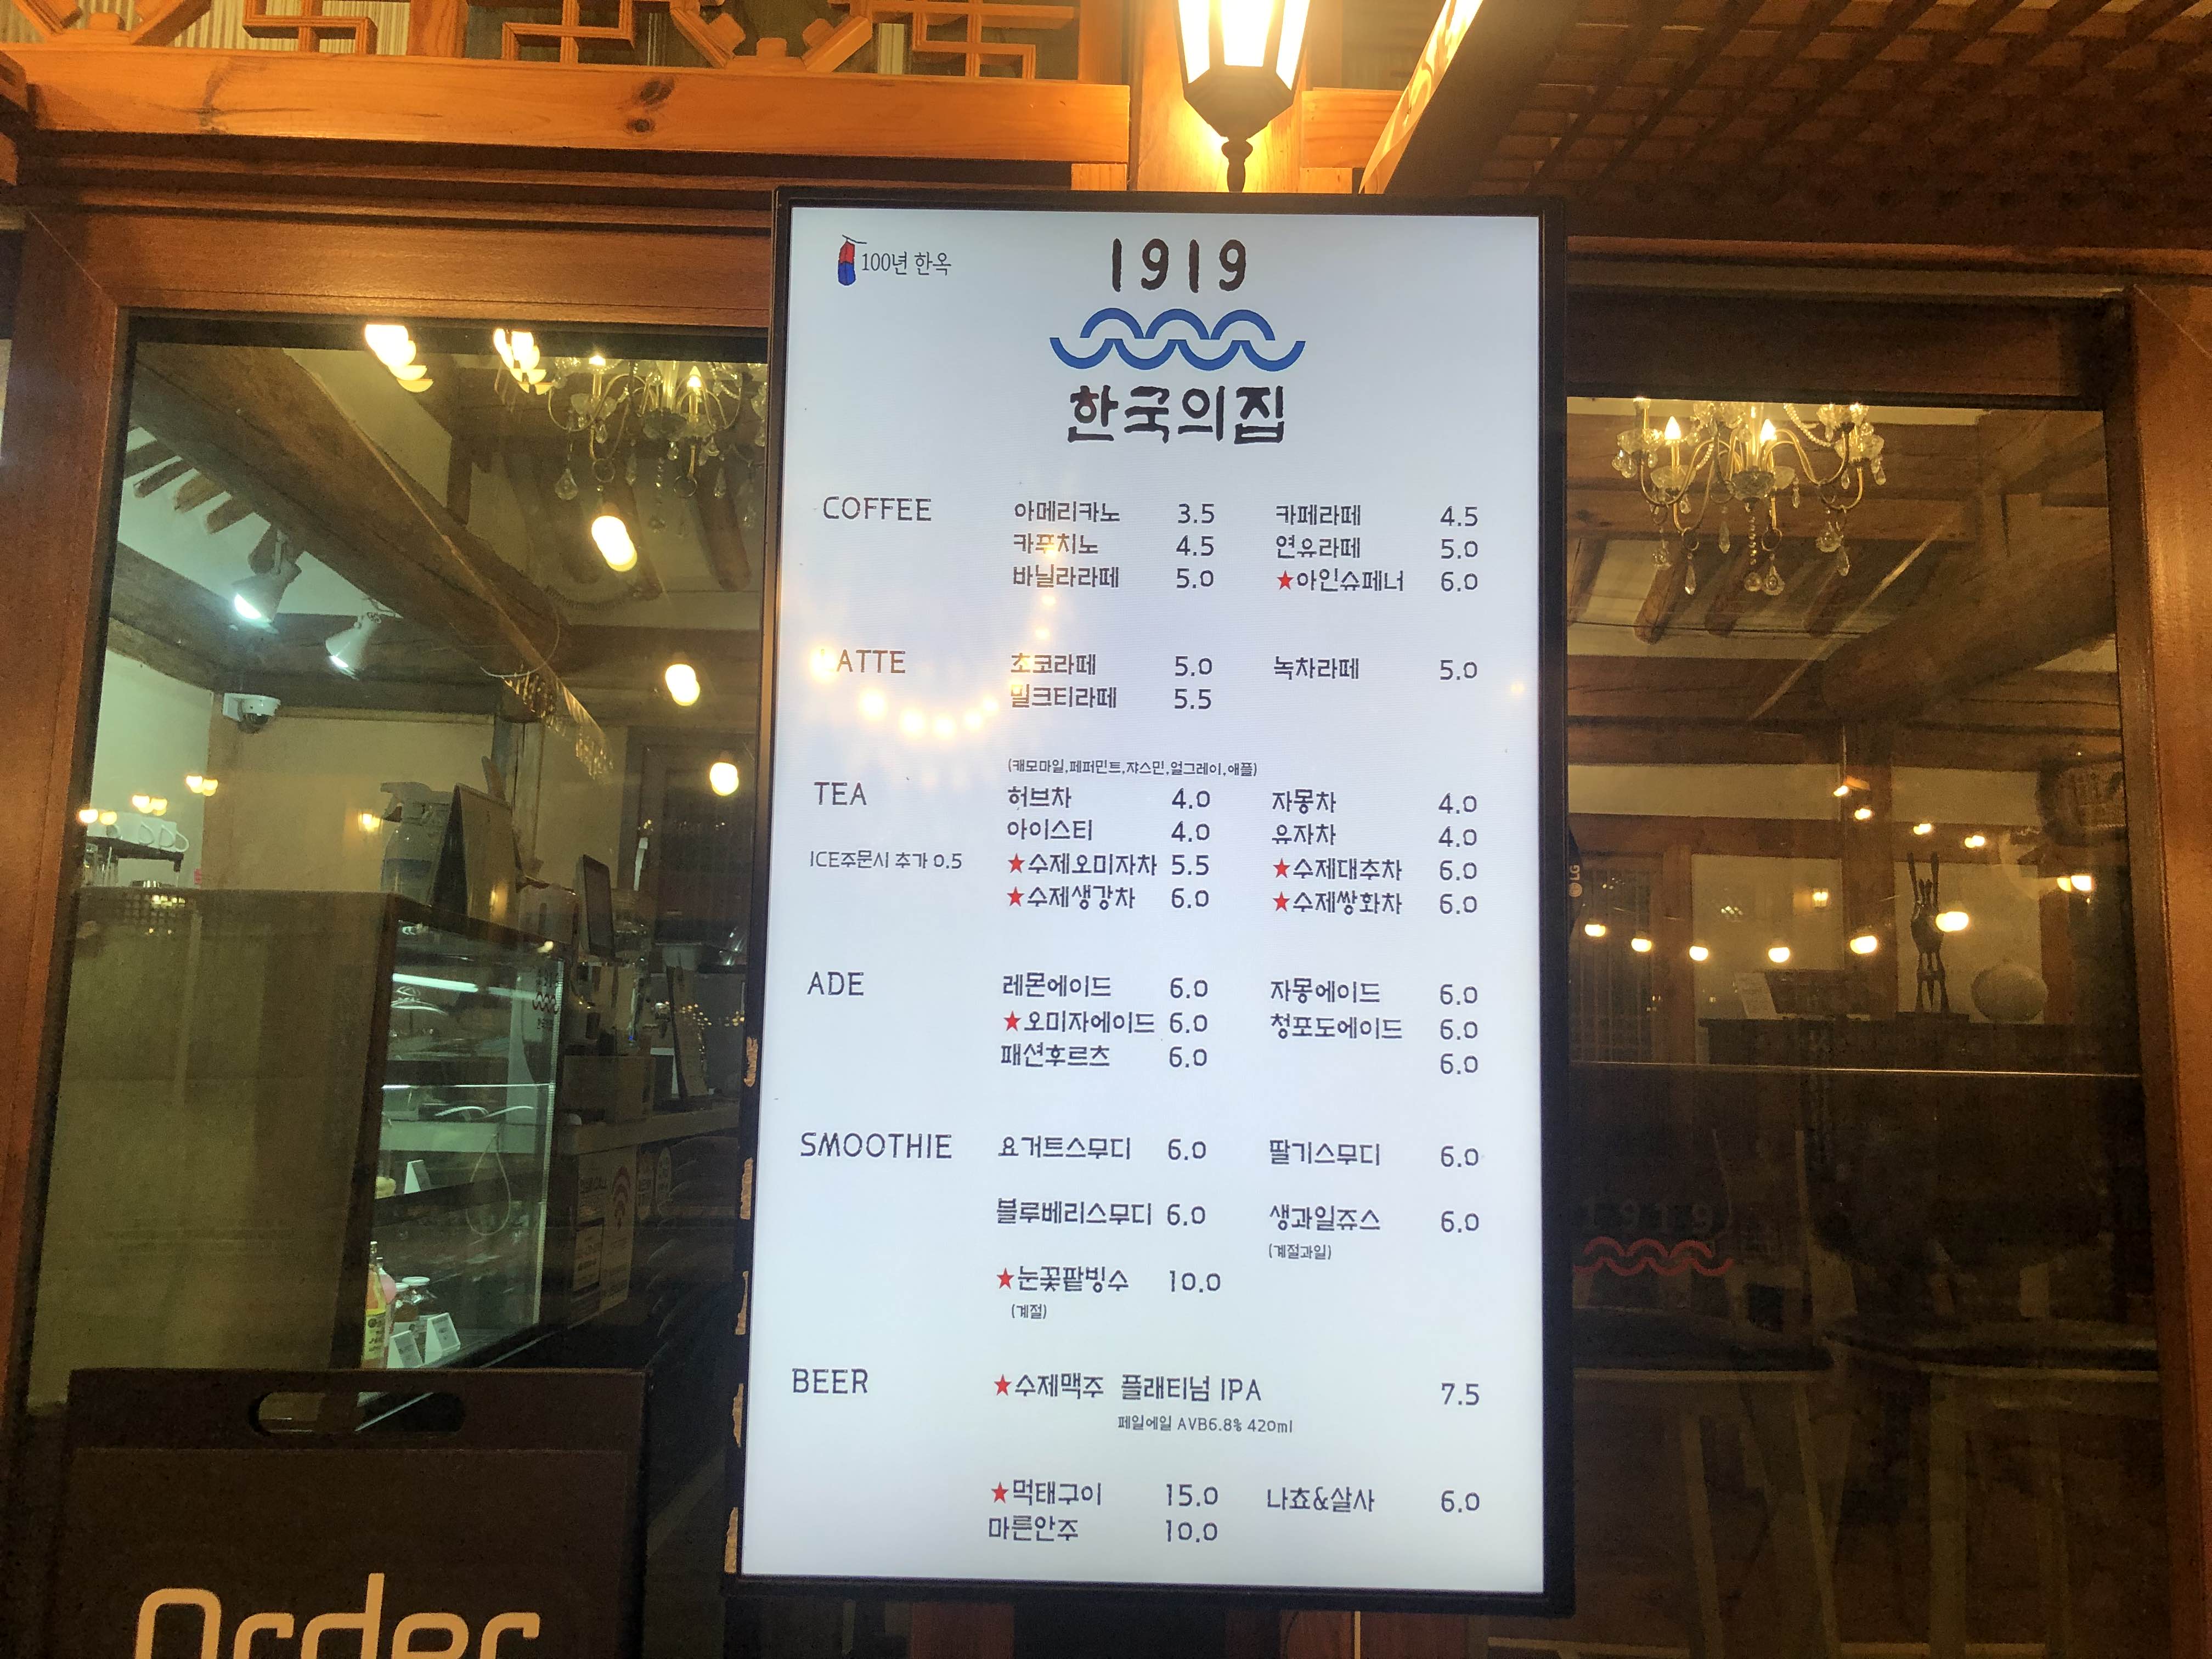 100년 한옥
1919
한국의집
COFFEE 아메리카노 3.5 카페라떼 4.5
카푸치노 4.5 연유라떼 5.0
바닐라라떼 5.0 ★아인슈페너 6.0
LATTE 초코라떼 5.0 녹차라떼 5.0
밀크티라떼 5.5
(캐모마일,페퍼민트,쟈스민,얼그레이,애플)
TEA 허브차 4.0 자몽차 4.0
아이스티 4.0 유자차 4.0
ICE주문시 추가 0.5 ★수제오미자차 5.5 ★수제대추차 6.0
★수제생강차 6.0 ★수제쌍화차 6.0
ADE 레몬에이드 6.0 자몽에이드 6.0
★오미자에이드 6.0 청포도에이드 6.0
패션후르츠 6.0 6.0
SMOOTHIE 요거트스무디 6.0 딸기스무디 6.0
블루베리스무디 6.0 생과일쥬스 6.0
(계절과일)
★눈꽃팥빙수 10.0
(계절)
BEER ★수제맥주 플래티넘 IPA 7.5
페일에일 AVB6.8% 420ml
★먹태구이 15.0 나쵸&살사 6.0
마른안주 10.0
LG
1919
Order